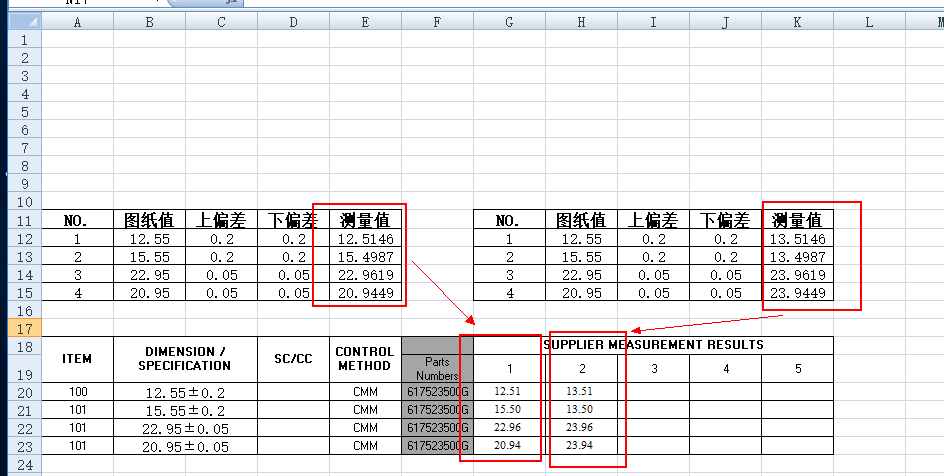 A B C D E F G H I J K L M
1
2
3
4
5
6
7
8
9
10
11 NO. 图纸值 上偏差 下偏差 测量值 NO. 图纸值 上偏差 下偏差 测量值
12 1 12.55 0.2 0.2 12.5146 1 12.55 0.2 0.2 13.5146
13 2 15.55 0.2 0.2 15.4987 2 15.55 0.2 0.2 13.4987
14 3 22.95 0.05 0.05 22.9619 3 22.95 0.05 0.05 23.9619
15 4 20.95 0.05 0.05 20.9449 4 20.95 0.05 0.05 23.9449
16
17
18 ITEM DIMENSION / SPECIFICATION SC/CC CONTROL METHOD SUPPLIER MEASUREMENT RESULTS
19 Parts Numbers 1 2 3 4 5
20 100 12.55±0.2 CMM 617523500G 12.51 13.51
21 101 15.55±0.2 CMM 617523500G 15.50 13.50
22 101 22.95±0.05 CMM 617523500G 22.96 23.96
23 101 20.95±0.05 CMM 617523500G 20.94 23.94
24